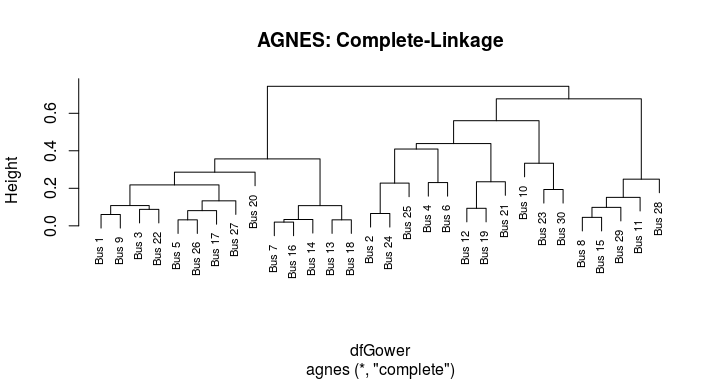 AGNES: Complete-Linkage
Height
0.0 0.2 0.4 0.6
Bus 1
Bus 9
Bus 3
Bus 22
Bus 5
Bus 26
Bus 17
Bus 27
Bus 20
Bus 7
Bus 16
Bus 14
Bus 13
Bus 18
Bus 2
Bus 24
Bus 25
Bus 4
Bus 6
Bus 12
Bus 19
Bus 21
Bus 10
Bus 23
Bus 30
Bus 8
Bus 15
Bus 29
Bus 11
Bus 28
dfGower
agnes (*, "complete")